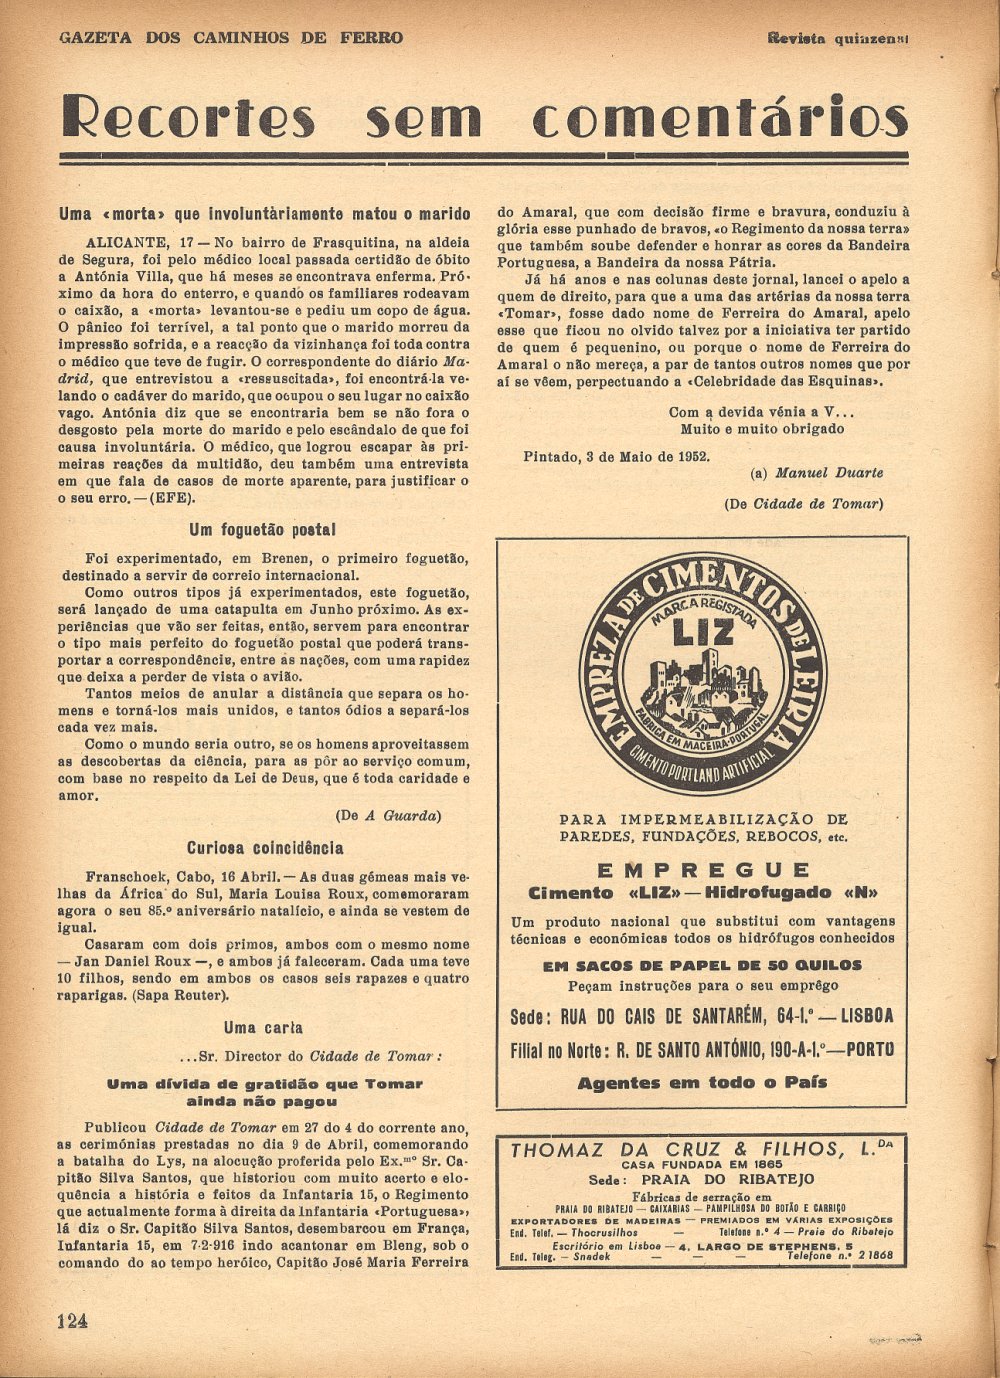 GAZETA DOS CAMINHOS DE FERRO
Revista quinzenal
Recortes sem comentários
Uma «morta» que involuntàriamente matou o marido
ALICANTE, 17 — No bairro de Frasquitina, na aldeia
de Segura, foi pelo médico local passada certidão de óbito
a Antónia Villa, que há meses se encontrava enferma. Pró-
ximo da hora do enterro, e quando os familiares rodeavam
o caixão, a «morta» levantou-se e pediu um copo de água.
O pânico foi terrível, a tal ponto que o marido morreu da
impressão sofrida, e a reacção da vizinhança foi toda contra
o médico que teve de fugir. O correspondente do diário Ma-
drid, que entrevistou a «ressuscitada», foi encontrá-la ve-
lando o cadáver do marido, que ocupou o seu lugar no caixão
vago. Antónia diz que se encontraria bem se não fora o
desgosto pela morte do marido e pelo escândalo de que foi
causa involuntária. O médico, que logrou escapar às pri-
meiras reações da multidão, deu também uma entrevista
em que fala de casos de morte aparente, para justificar o
o seu erro. — (EFE).
Um foguetão postal
Foi experimentado, em Brenen, o primeiro foguetão,
destinado a servir de correio internacional.
Como outros tipos já experimentados, este foguetão,
será lançado de uma catapulta em Junho próximo. As ex-
periências que vão ser feitas, então, servem para encontrar
o tipo mais perfeito do foguetão postal que poderá trans-
portar a correspondência, entre as nações, com uma rapidez
que deixa a perder de vista o avião.
Tantos meios de anular a distância que separa os ho-
mens e torná-los mais unidos, e tantos ódios a separá-los
cada vez mais.
Como o mundo seria outro, se os homens aproveitassem
as descobertas da ciência, para as pôr ao serviço comum,
com base no respeito da Lei de Deus, que é toda caridade e
amor.
(De A Guarda)
Curiosa coincidência
Franschoek, Cabo, 16 Abril. — As duas gémeas mais ve-
lhas da África do Sul, Maria Louisa Roux, comemoraram
agora o seu 85.º aniversário natalício, e ainda se vestem de
igual.
Casaram com dois primos, ambos com o mesmo nome
— Jan Daniel Roux —, e ambos já faleceram. Cada uma teve
10 filhos, sendo em ambos os casos seis rapazes e quatro
raparigas. (Sapa Reuter).
Uma carta
...Sr. Director do Cidade de Tomar:
Uma dívida de gratidão que Tomar
ainda não pagou
Publicou Cidade de Tomar em 27 do 4 do corrente ano,
as cerimónias prestadas no dia 9 de Abril, comemorando
a batalha do Lys, na alocução proferida pelo Ex.mo Sr. Ca-
pitão Silva Santos, que historiou com muito acerto e elo-
quência a história e feitos da Infantaria 15, o Regimento
que actualmente forma à direita da Infantaria «Portuguesa»,
lá diz o Sr. Capitão Silva Santos, desembarcou em França,
Infantaria 15, em 7-2-916 indo acantonar em Bleng, sob o
comando do ao tempo heróico, Capitão José Maria Ferreira
do Amaral, que com decisão firme e bravura, conduziu à
glória esse punhado de bravos, «o Regimento da nossa terra»
que também soube defender e honrar as cores da Bandeira
Portuguesa, a Bandeira da nossa Pátria.
Já há anos e nas colunas deste jornal, lancei o apelo a
quem de direito, para que a uma das artérias da nossa terra
«Tomar», fosse dado nome de Ferreira do Amaral, apelo
esse que ficou no olvido talvez por a iniciativa ter partido
de quem é pequenino, ou porque o nome de Ferreira do
Amaral o não mereça, a par de tantos outros nomes que por
aí se vêem, perpectuando a «Celebridade das Esquinas».
Com a devida vénia a V...
Muito e muito obrigado
Pintado, 3 de Maio de 1952.
(a) Manuel Duarte
(De Cidade de Tomar)
EMPREZA DE CIMENTOS DE LEIRIA
MARCA REGISTADA
LIZ
FABRICA EM MACEIRA-PORTUGAL
CIMENTO PORTLAND ARTIFICIAL
PARA IMPERMEABILIZAÇÃO DE
PAREDES, FUNDAÇÕES, REBOCOS, etc.
EMPREGUE
Cimento «LIZ» — Hidrofugado «N»
Um produto nacional que substitui com vantagens
técnicas e económicas todos os hidrófugos conhecidos
EM SACOS DE PAPEL DE 50 QUILOS
Peçam instruções para o seu emprêgo
Sede: RUA DO CAIS DE SANTARÉM, 64-1.º — LISBOA
Filial no Norte: R. DE SANTO ANTÓNIO, 190-A-1.º—PORTO
Agentes em todo o País
THOMAZ DA CRUZ & FILHOS, L.DA
CASA FUNDADA EM 1865
Sede: PRAIA DO RIBATEJO
Fábricas de serração em
PRAIA DO RIBATEJO — CAIXARIAS — PAMPILHOSA DO BOTÃO E CARRIÇO
EXPORTADORES DE MADEIRAS — PREMIADOS EM VÁRIAS EXPOSIÇÕES
End. Telef. — Thocrusilhos — Telefone n.º 4 — Praia do Ribatejo
Escritório em Lisboa — 4, LARGO DE STEPHENS, 5
End. Teleg. — Snadek — — — Telefone n.º 21868
124